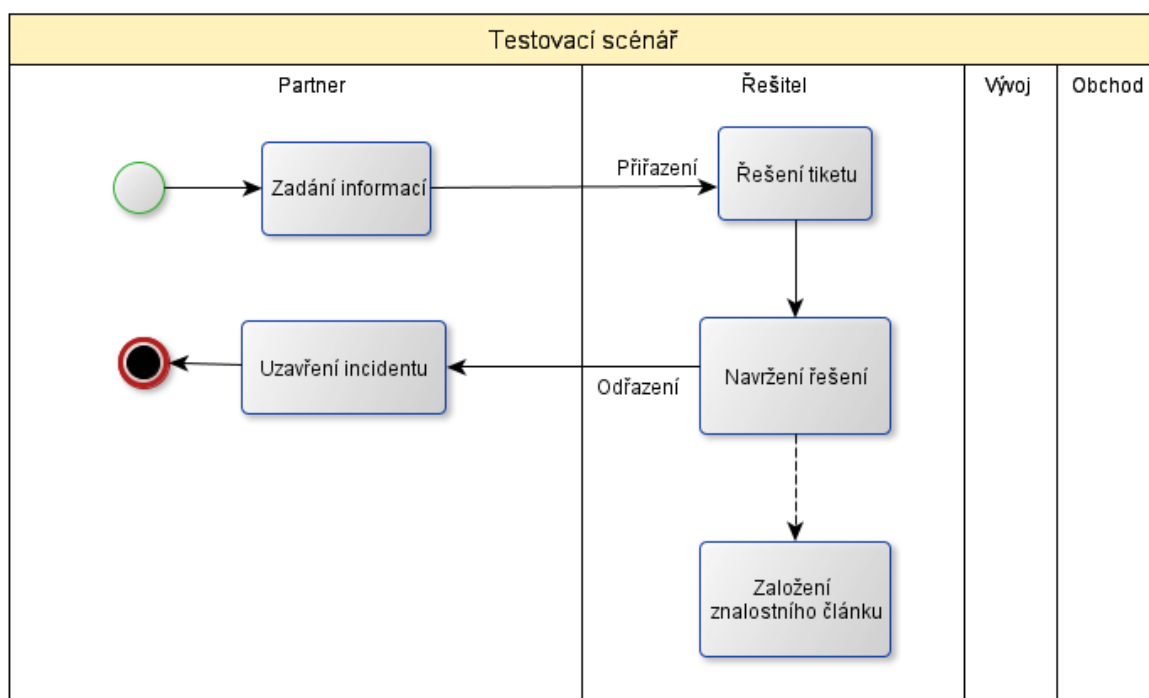 Testovací scénář
Partner
Řešitel
Vývoj
Obchod
Zadání informací
Přiřazení
Řešení tiketu
Uzavření incidentu
Odřazení
Navržení řešení
Založení
znalostního článku